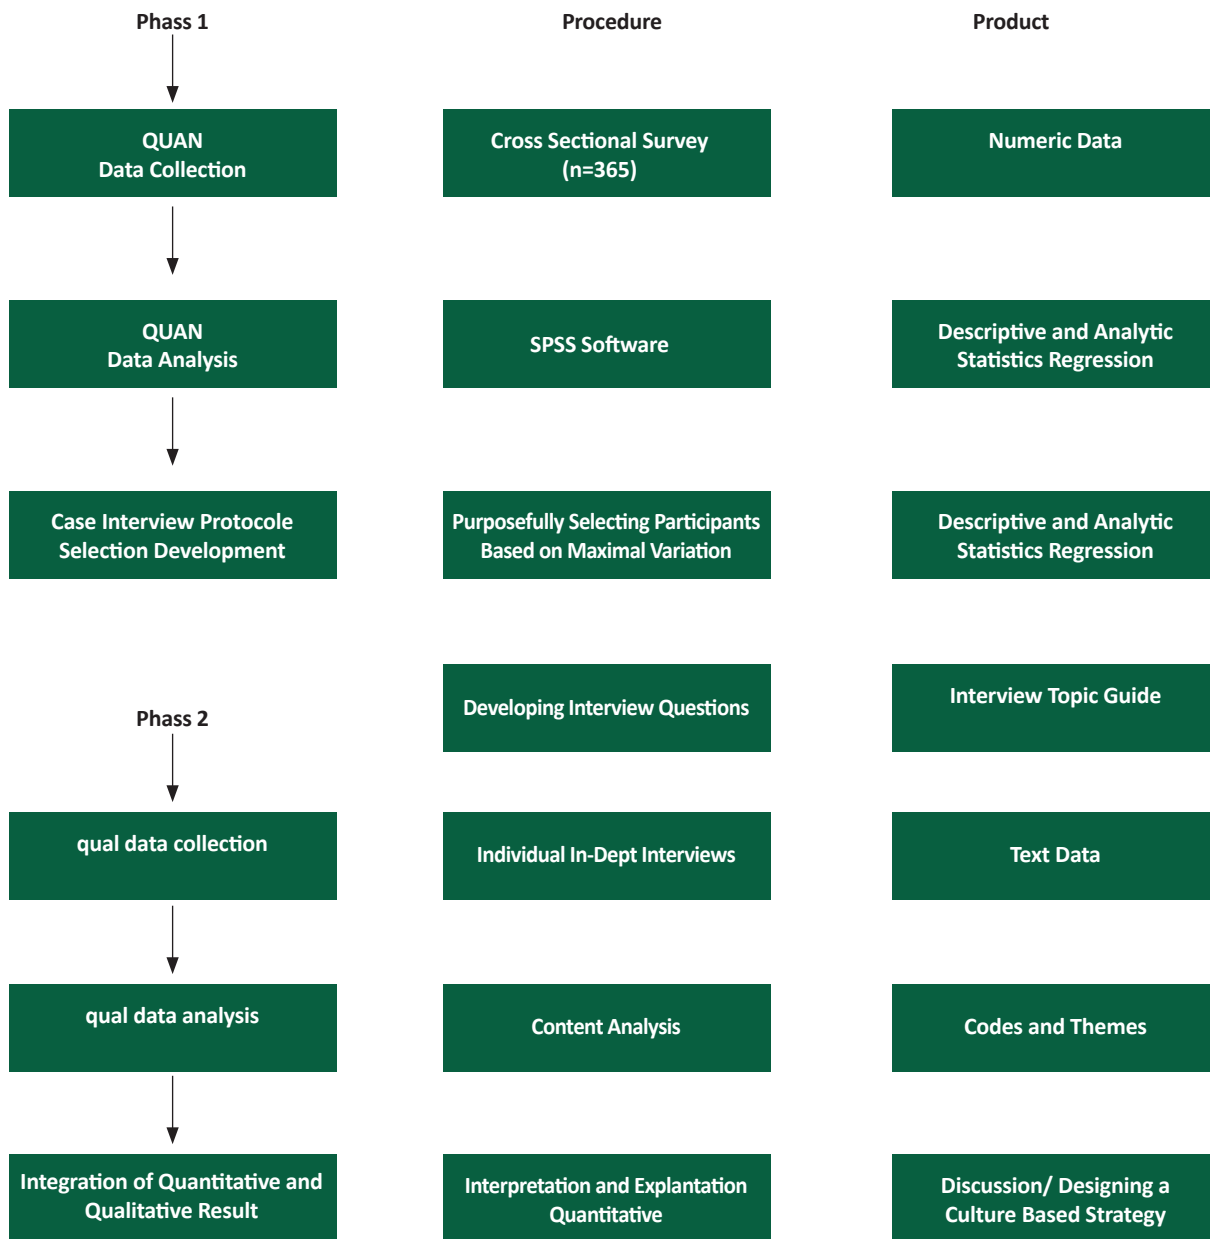 Phass 1
Procedure
Product
QUAN
Data Collection
Cross Sectional Survey
(n=365)
Numeric Data
QUAN
Data Analysis
SPSS Software
Descriptive and Analytic
Statistics Regression
Case Interview Protocole
Selection Development
Purposefully Selecting Participants
Based on Maximal Variation
Descriptive and Analytic
Statistics Regression
Developing Interview Questions
Interview Topic Guide
Phass 2
qual data collection
Individual In-Dept Interviews
Text Data
qual data analysis
Content Analysis
Codes and Themes
Integration of Quantitative and
Qualitative Result
Interpretation and Explantation
Quantitative
Discussion/ Designing a
Culture Based Strategy